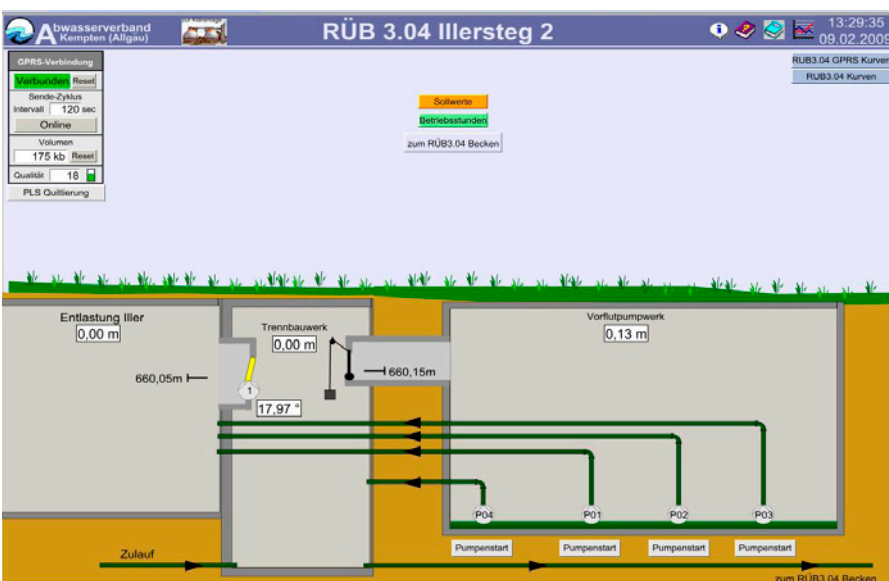 Abwasserverband
Kempten (Allgäu)
RÜB 3.04 Illersteg 2
13:29:35
09.02.2009
GPRS-Verbindung
Verbunden Reset
Sende-Zyklus
Intervall 120 sec
Online
Volumen
175 kb Reset
Qualität 18
PLS Quittierung
RUB3.04 GPRS Kurven
RUB3.04 Kurven
Sollwerte
Betriebsstunden
zum RÜB3.04 Becken
Entlastung Iller
0,00 m
Trennbauwerk
0,00 m
Vorflutpumpwerk
0,13 m
660,05m
660,15m
1
17,97 °
P04 P01 P02 P03
Pumpenstart Pumpenstart Pumpenstart Pumpenstart
Zulauf
zum RÜB3.04 Becken